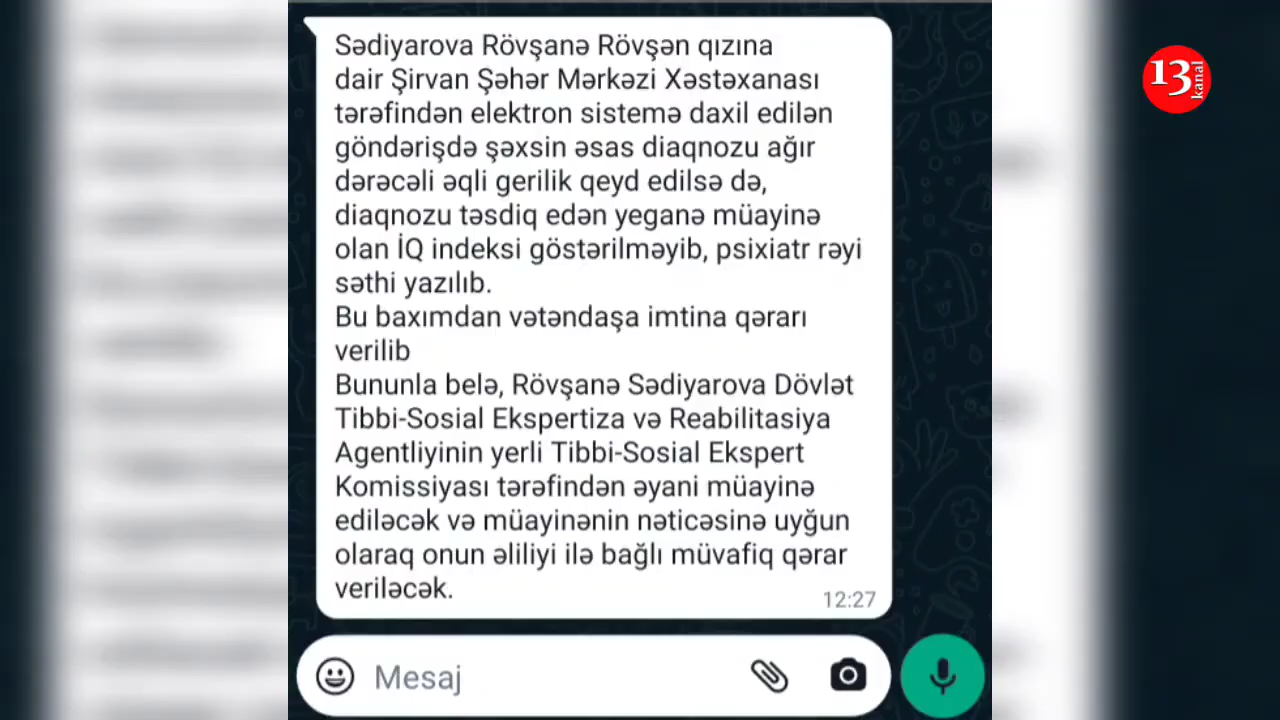 Sədiyarova Rövşanə Rövşən qızına
dair Şirvan Şəhər Mərkəzi Xəstəxanası
tərəfindən elektron sistemə daxil edilən
göndərişdə şəxsin əsas diaqnozu ağır
dərəcəli əqli gerilik qeyd edilsə də,
diaqnozu təsdiq edən yeganə müayinə
olan İQ indeksi göstərilməyib, psixiatr rəyi
səthi yazılıb.
Bu baxımdan vətəndaşa imtina qərarı
verilib
Bununla belə, Rövşanə Sədiyarova Dövlət
Tibbi-Sosial Ekspertiza və Reabilitasiya
Agentliyinin yerli Tibbi-Sosial Ekspert
Komissiyası tərəfindən əyani müayinə
ediləcək və müayinənin nəticəsinə uyğun
olaraq onun əliliyi ilə bağlı müvafiq qərar
veriləcək.
12:27
Mesaj
13 kanal